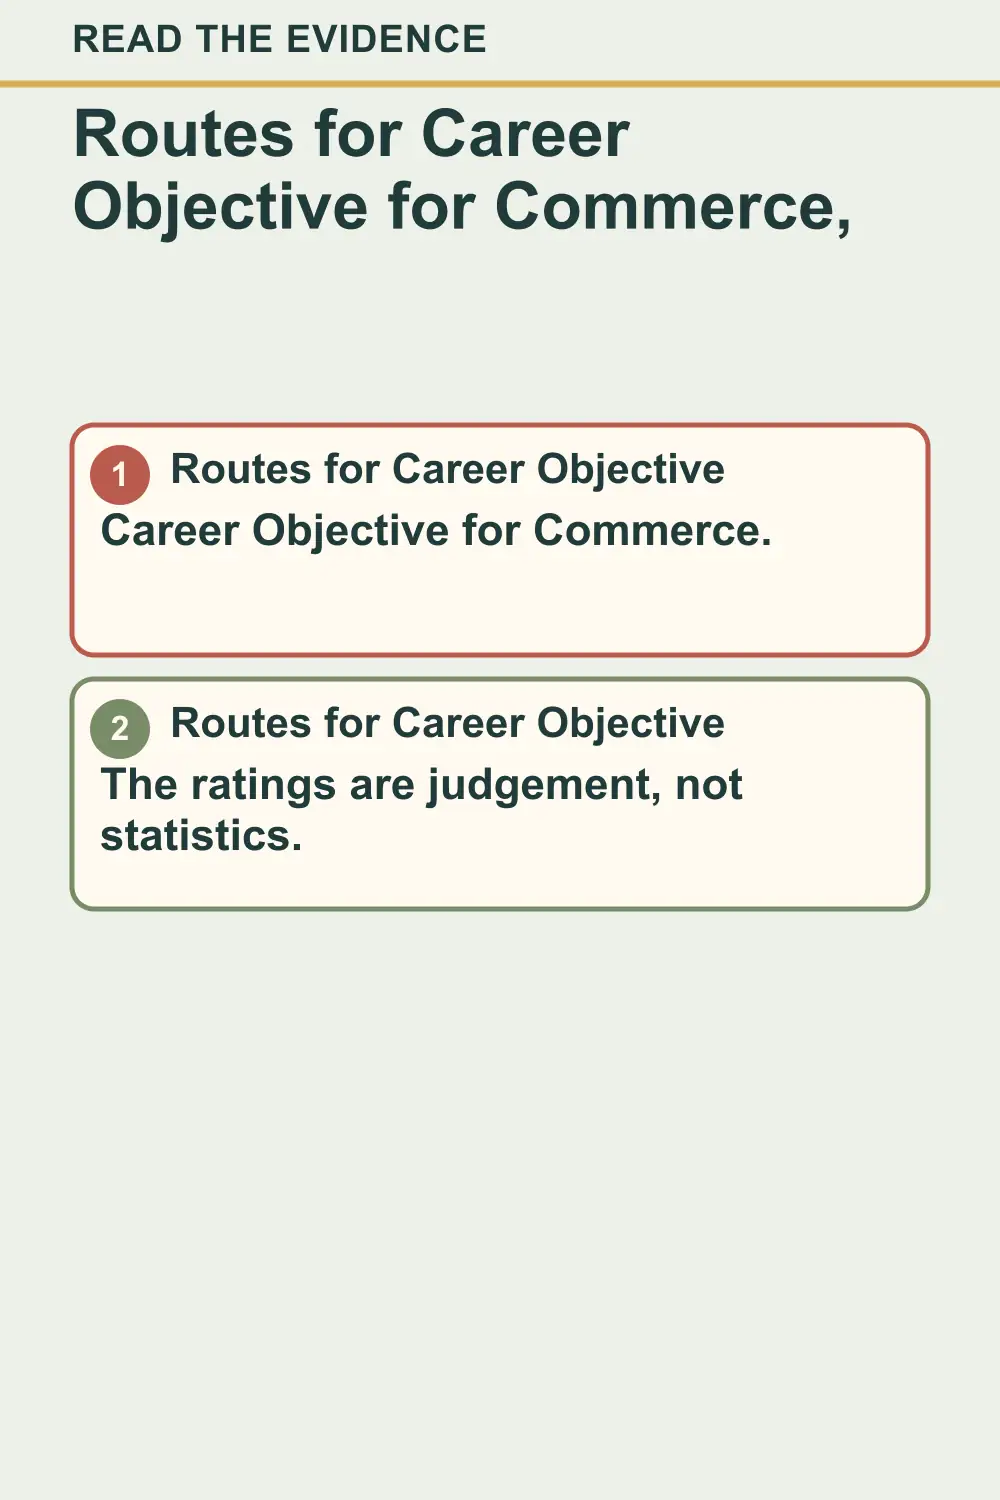 READ THE EVIDENCE
Routes for Career
Objective for Commerce,
1 Routes for Career Objective
Career Objective for Commerce.
2 Routes for Career Objective
The ratings are judgement, not
statistics.